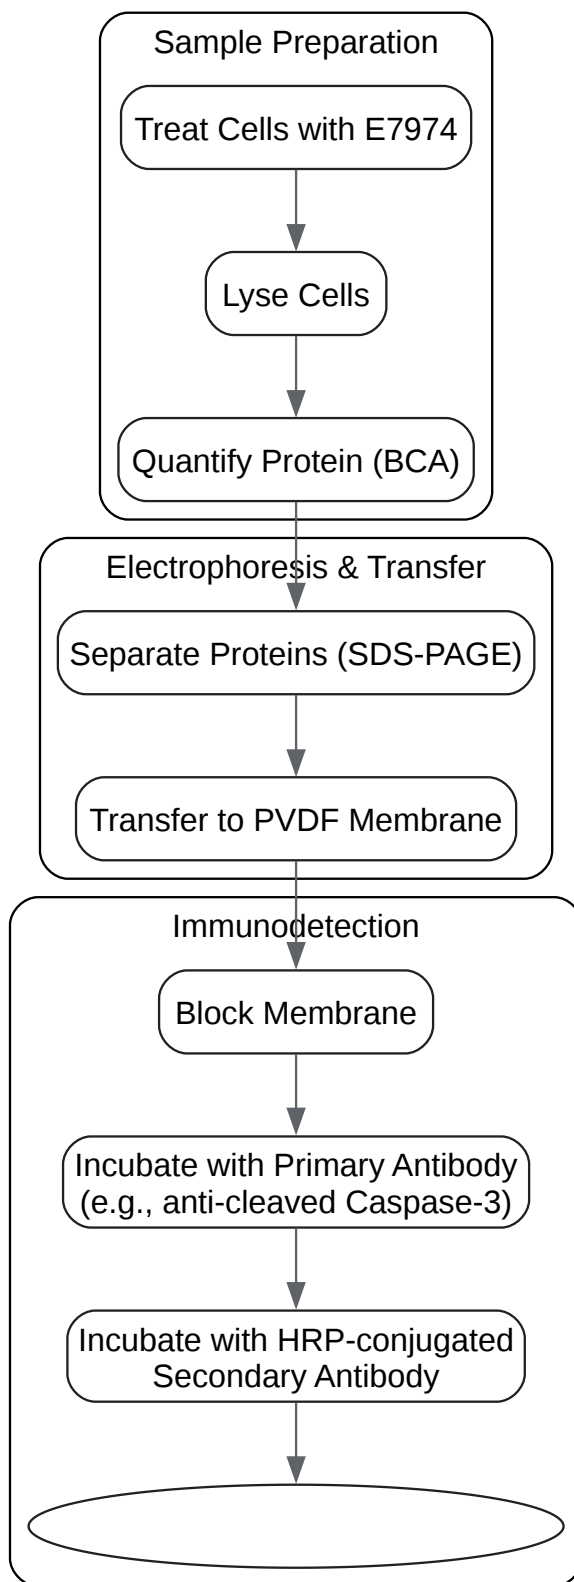 Sample Preparation
Treat Cells with E7974
Lyse Cells
Quantify Protein (BCA)
Electrophoresis & Transfer
Separate Proteins (SDS-PAGE)
Transfer to PVDF Membrane
Immunodetection
Block Membrane
Incubate with Primary Antibody
(e.g., anti-cleaved Caspase-3)
Incubate with HRP-conjugated
Secondary Antibody